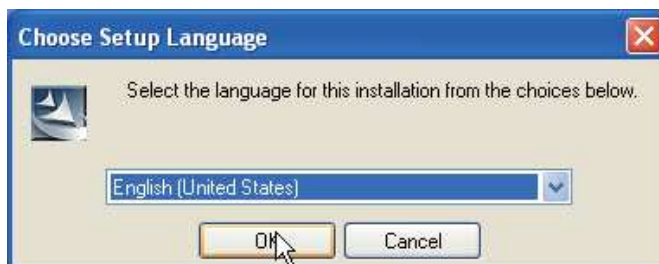 Choose Setup Language
Select the language for this installation from the choices below.
English (United States)
OK
Cancel